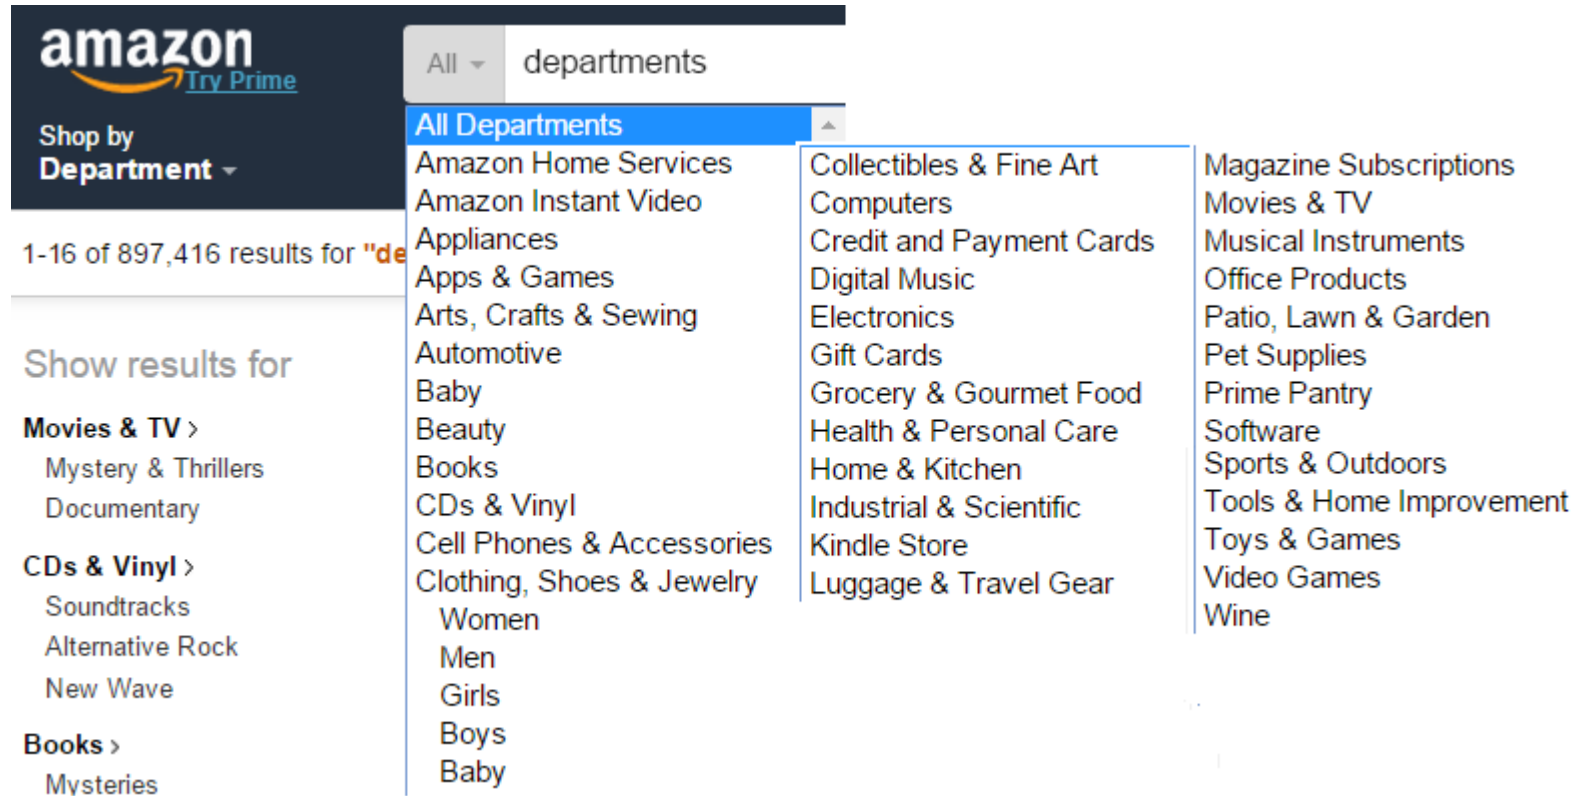 amazon
Try Prime
All
departments
Shop by
Department
1-16 of 897,416 results for "de
Show results for
Movies & TV >
Mystery & Thrillers
Documentary
CDs & Vinyl >
Soundtracks
Alternative Rock
New Wave
Books >
Mysteries
All Departments
Amazon Home Services
Amazon Instant Video
Appliances
Apps & Games
Arts, Crafts & Sewing
Automotive
Baby
Beauty
Books
CDs & Vinyl
Cell Phones & Accessories
Clothing, Shoes & Jewelry
Women
Men
Girls
Boys
Baby
Collectibles & Fine Art
Computers
Credit and Payment Cards
Digital Music
Electronics
Gift Cards
Grocery & Gourmet Food
Health & Personal Care
Home & Kitchen
Industrial & Scientific
Kindle Store
Luggage & Travel Gear
Magazine Subscriptions
Movies & TV
Musical Instruments
Office Products
Patio, Lawn & Garden
Pet Supplies
Prime Pantry
Software
Sports & Outdoors
Tools & Home Improvement
Toys & Games
Video Games
Wine